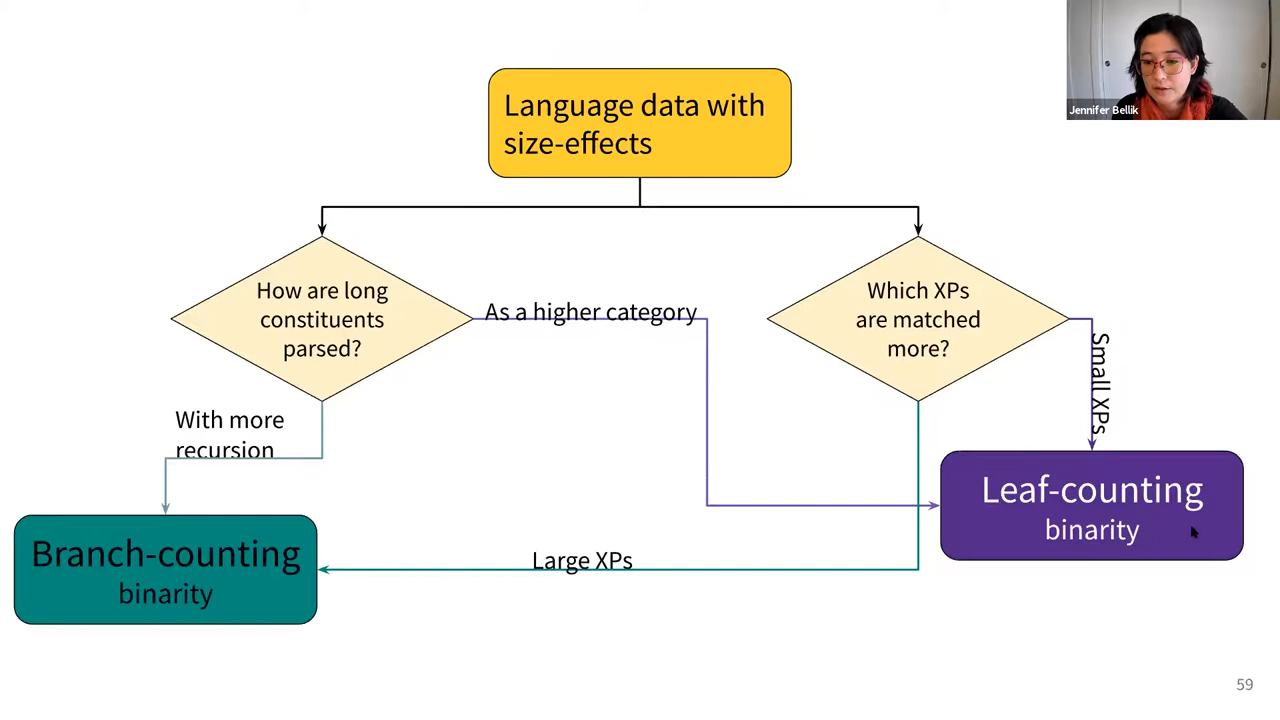 Jennifer Bellik
Language data with
size-effects
How are long
constituents
parsed?
As a higher category
Which XPs
are matched
more?
Small XPs
With more
recursion
Leaf-counting
binarity
Branch-counting
binarity
Large XPs
59